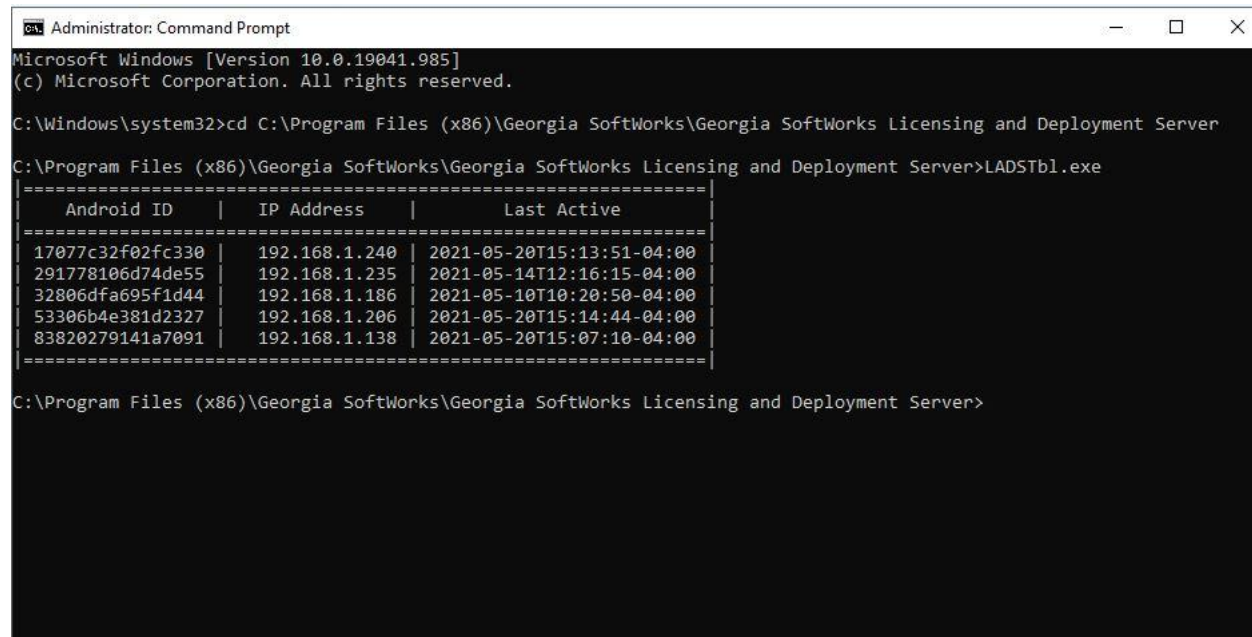 Administrator: Command Prompt
Microsoft Windows [Version 10.0.19041.985]
(c) Microsoft Corporation. All rights reserved.
C:\Windows\system32>cd C:\Program Files (x86)\Georgia SoftWorks\Georgia SoftWorks Licensing and Deployment Server
C:\Program Files (x86)\Georgia SoftWorks\Georgia SoftWorks Licensing and Deployment Server>LADSTbl.exe
|================================================================|
| Android ID | IP Address | Last Active |
|================================================================|
| 17077c32f02fc330 | 192.168.1.240 | 2021-05-20T15:13:51-04:00 |
| 291778106d74de55 | 192.168.1.235 | 2021-05-14T12:16:15-04:00 |
| 32806dfa695f1d44 | 192.168.1.186 | 2021-05-10T10:20:50-04:00 |
| 53306b4e381d2327 | 192.168.1.206 | 2021-05-20T15:14:44-04:00 |
| 83820279141a7091 | 192.168.1.138 | 2021-05-20T15:07:10-04:00 |
|================================================================|
C:\Program Files (x86)\Georgia SoftWorks\Georgia SoftWorks Licensing and Deployment Server>